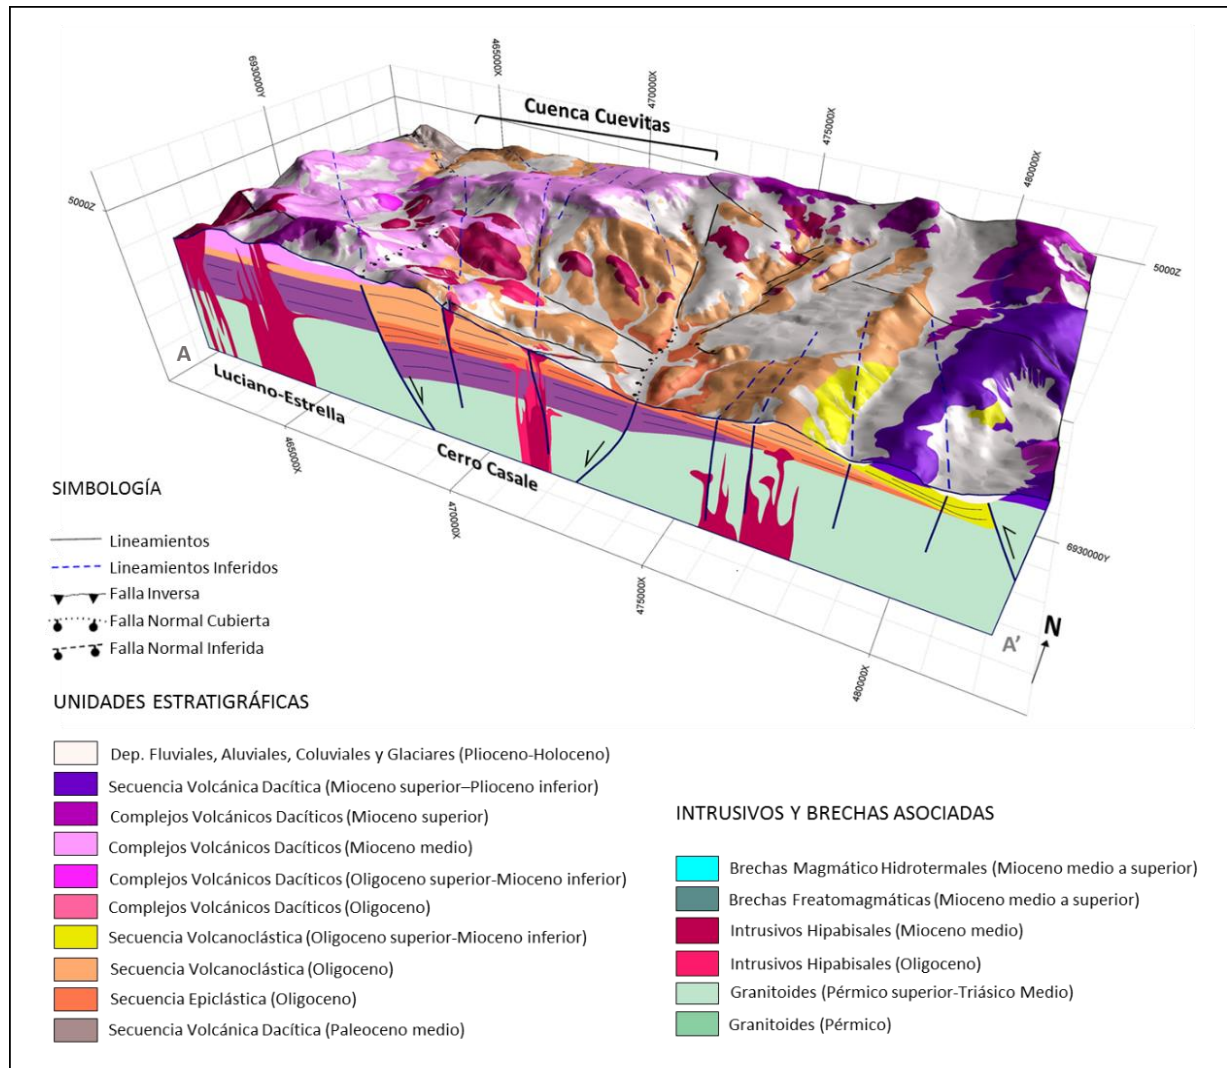 Cuenca Cuevitas
6930000Y
465000X
470000X
475000X
480000X
5000Z
5000Z
A
Luciano-Estrella
465000X
Cerro Casale
470000X
475000X
480000X
6930000Y
A’
N
SIMBOLOGÍA
Lineamientos
Lineamientos Inferidos
Falla Inversa
Falla Normal Cubierta
Falla Normal Inferida
UNIDADES ESTRATIGRÁFICAS
Dep. Fluviales, Aluviales, Coluviales y Glaciares (Plioceno-Holoceno)
Secuencia Volcánica Dacítica (Mioceno superior–Plioceno inferior)
Complejos Volcánicos Dacíticos (Mioceno superior)
Complejos Volcánicos Dacíticos (Mioceno medio)
Complejos Volcánicos Dacíticos (Oligoceno superior-Mioceno inferior)
Complejos Volcánicos Dacíticos (Oligoceno)
Secuencia Volcanoclástica (Oligoceno superior-Mioceno inferior)
Secuencia Volcanoclástica (Oligoceno)
Secuencia Epiclástica (Oligoceno)
Secuencia Volcánica Dacítica (Paleoceno medio)
INTRUSIVOS Y BRECHAS ASOCIADAS
Brechas Magmático Hidrotermales (Mioceno medio a superior)
Brechas Freatomagmáticas (Mioceno medio a superior)
Intrusivos Hipabisales (Mioceno medio)
Intrusivos Hipabisales (Oligoceno)
Granitoides (Pérmico superior-Triásico Medio)
Granitoides (Pérmico)